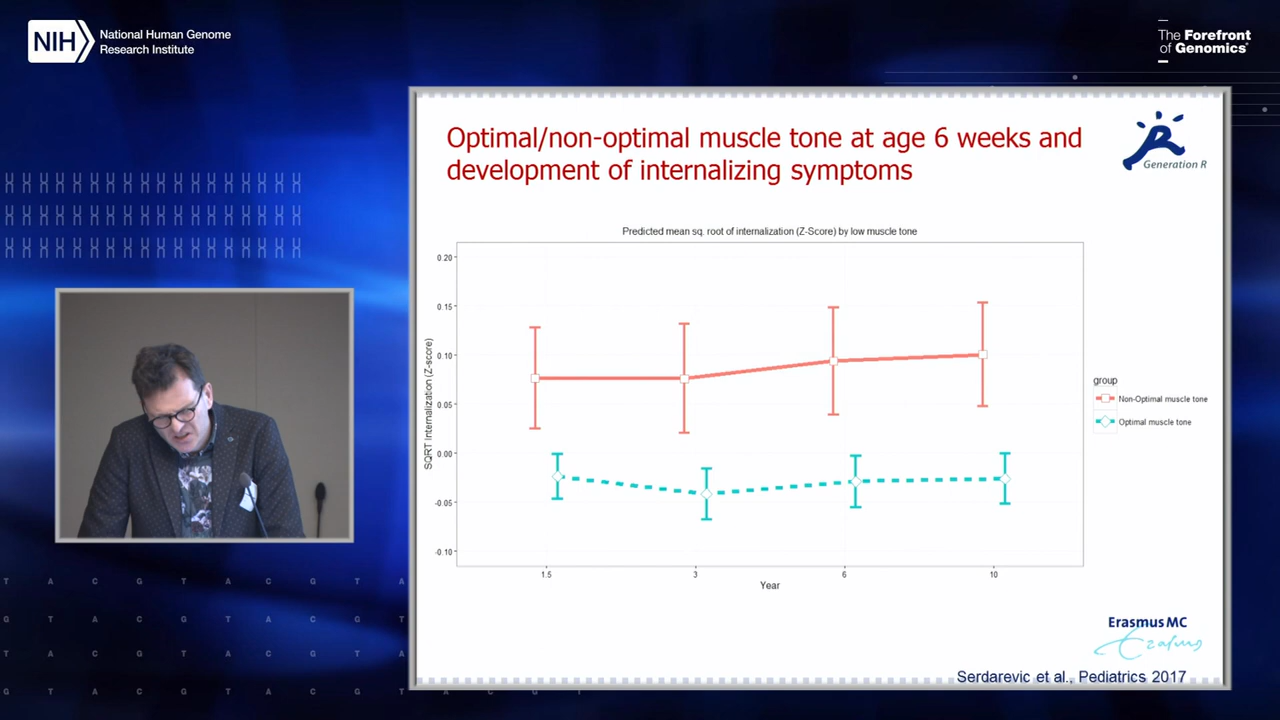 NIH
National Human Genome
Research Institute
The Forefront
of Genomics®
Optimal/non-optimal muscle tone at age 6 weeks and
development of internalizing symptoms
Generation R
Predicted mean sq. root of internalization (Z-Score) by low muscle tone
0.20
0.15
0.10
0.05
0.00
-0.05
-0.10
SQRT Internalization (Z-score)
1.5
3
6
10
Year
group
Non-Optimal muscle tone
Optimal muscle tone
Erasmus MC
Erasmus
Serdarevic et al., Pediatrics 2017
T A C G T A C G T A
G T A C G T A C G T
T A C G T A C G T A
G T A C G T A C G T A C G T